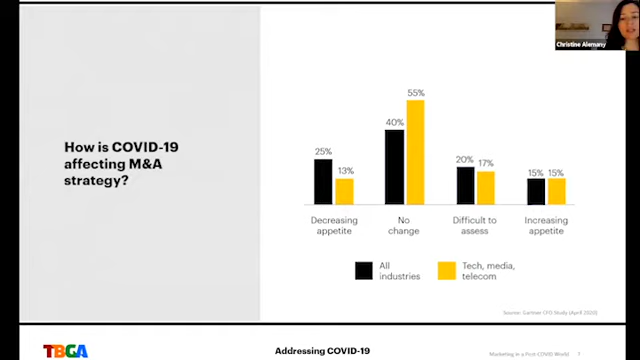 Christine Alemany
How is COVID-19
affecting M&A
strategy?
25%
13%
40%
55%
20%
17%
15%
15%
Decreasing
appetite
No
change
Difficult to
assess
Increasing
appetite
All
industries
Tech, media,
telecom
Source: Gartner CFO Study (April 2020)
TBGA
Addressing COVID-19
Marketing in a Post-COVID World
7